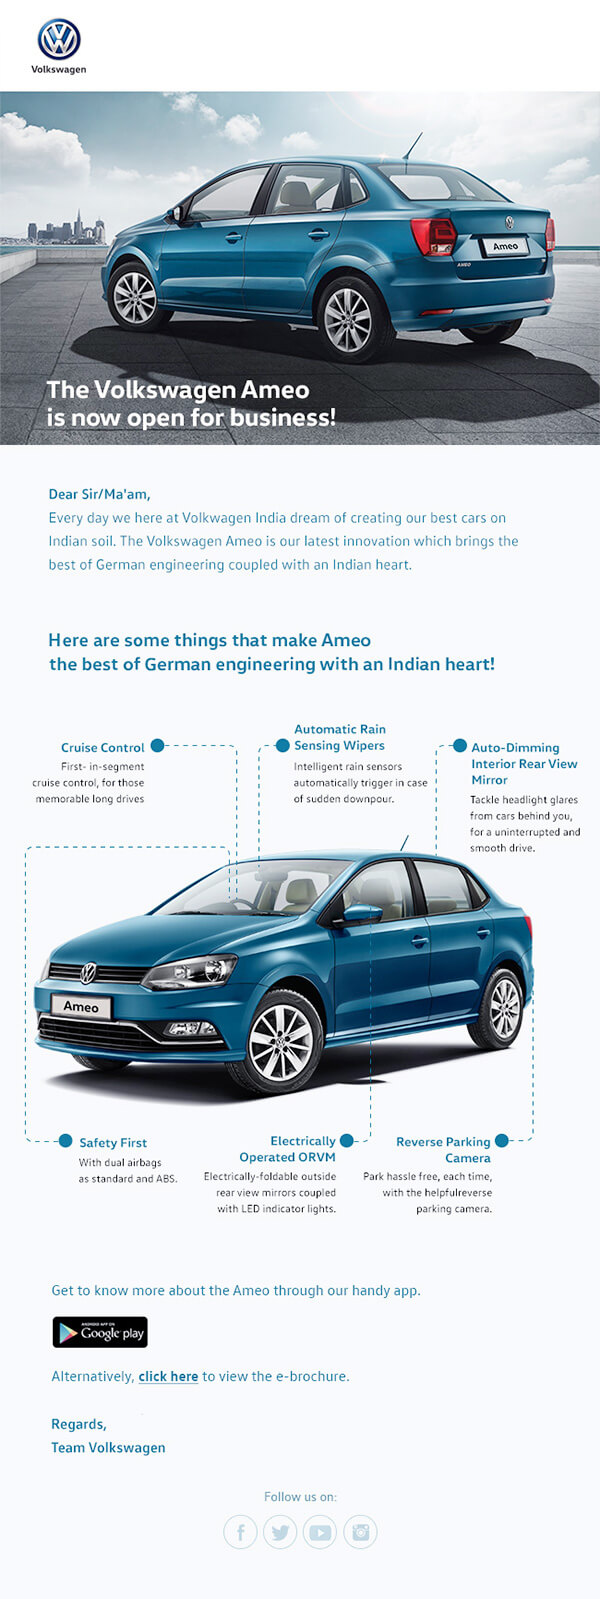 Volkswagen
Ameo
AMEO
The Volkswagen Ameo
is now open for business!
Dear Sir/Ma'am,
Every day we here at Volkwagen India dream of creating our best cars on
Indian soil. The Volkswagen Ameo is our latest innovation which brings the
best of German engineering coupled with an Indian heart.
Here are some things that make Ameo
the best of German engineering with an Indian heart!
Cruise Control
First- in-segment
cruise control, for those
memorable long drives
Automatic Rain
Sensing Wipers
Intelligent rain sensors
automatically trigger in case
of sudden downpour.
Auto-Dimming
Interior Rear View
Mirror
Tackle headlight glares
from cars behind you,
for a uninterrupted and
smooth drive.
Ameo
Safety First
With dual airbags
as standard and ABS.
Electrically
Operated ORVM
Electrically-foldable outside
rear view mirrors coupled
with LED indicator lights.
Reverse Parking
Camera
Park hassle free, each time,
with the helpfulreverse
parking camera.
Get to know more about the Ameo through our handy app.
ANDROID APP ON
Google play
Alternatively, click here to view the e-brochure.
Regards,
Team Volkswagen
Follow us on: